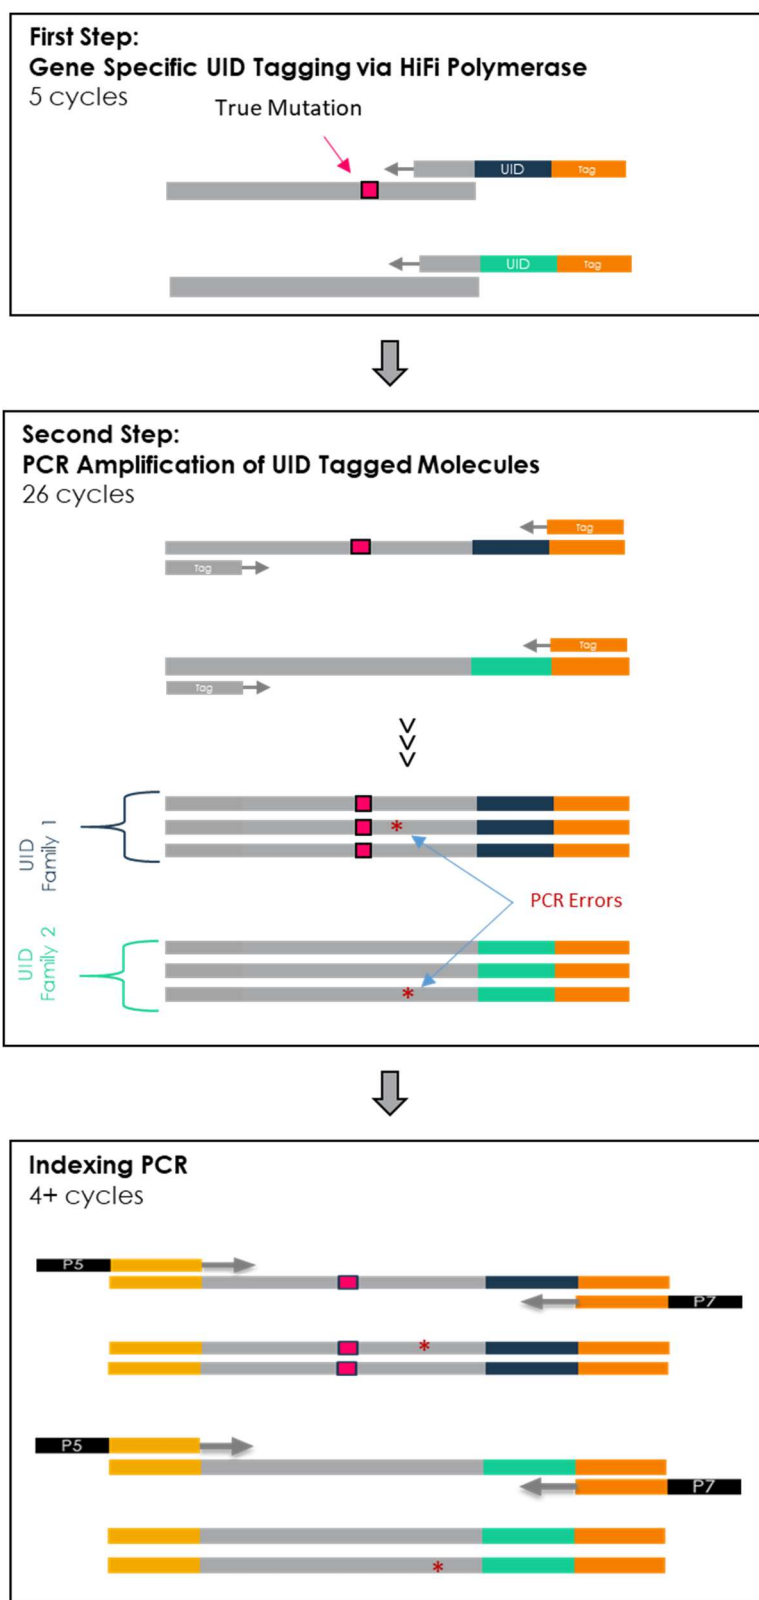 First Step:
Gene Specific UID Tagging via HiFi Polymerase
5 cycles
True Mutation
UID Tag
UID Tag
Second Step:
PCR Amplification of UID Tagged Molecules
26 cycles
Tag
Tag
Tag
Tag
>>>
UID
Family 1
*
PCR Errors
UID
Family 2
*
Indexing PCR
4+ cycles
P5
P7
*
P5
P7
*